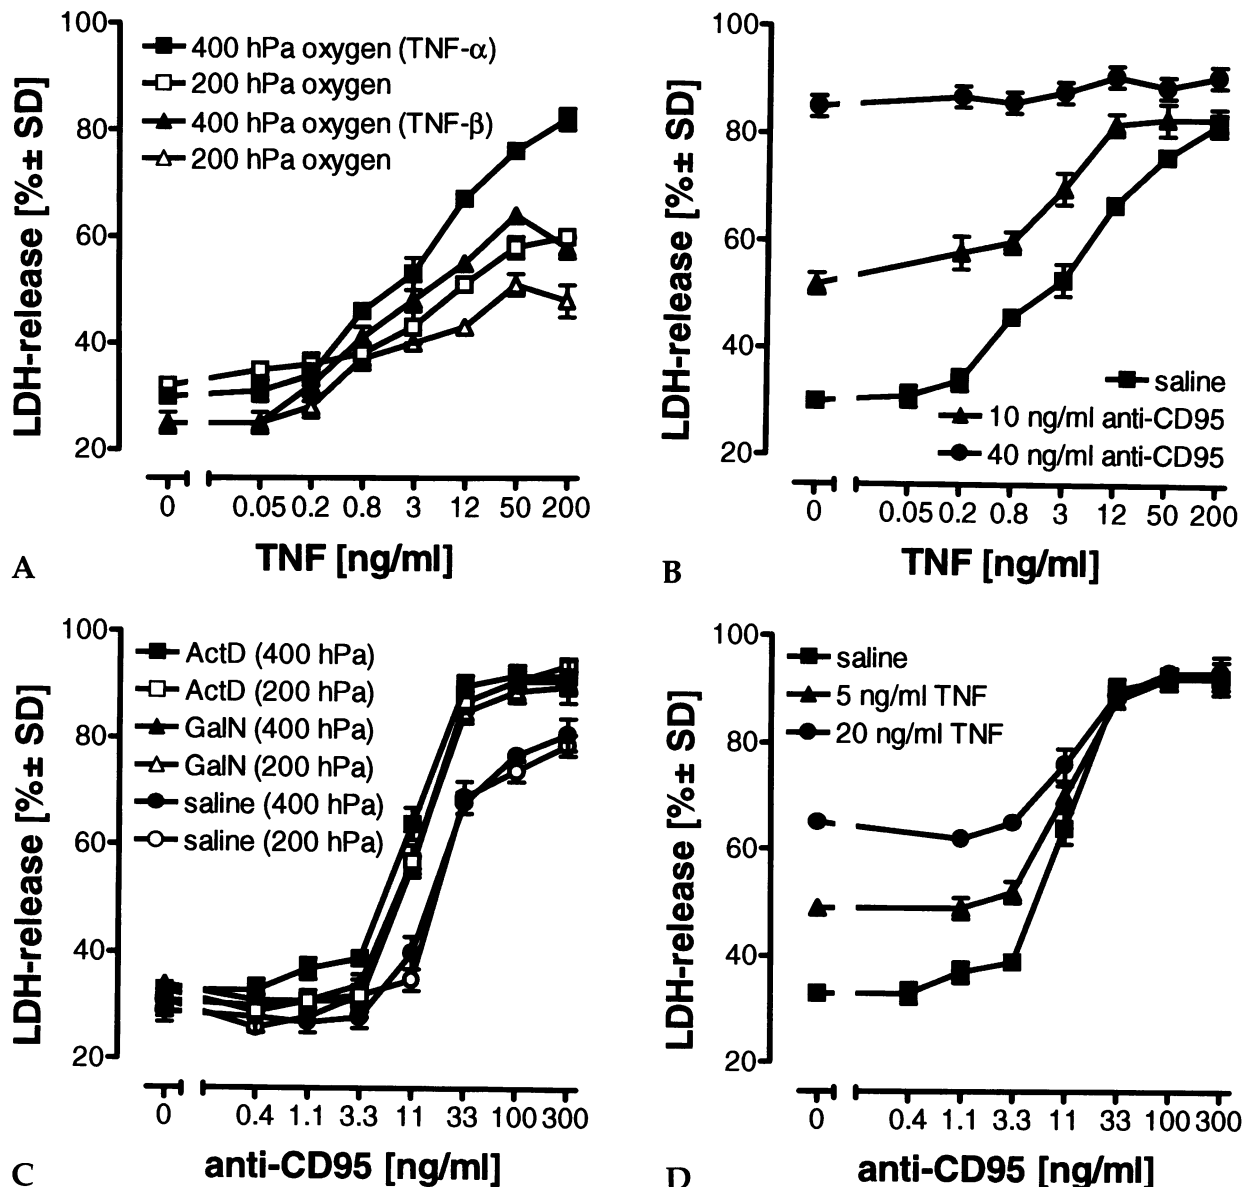 100
80
60
40
20
LDH-release [%± SD]
400 hPa oxygen (TNF-α)
200 hPa oxygen
400 hPa oxygen (TNF-β)
200 hPa oxygen
0 0.05 0.2 0.8 3 12 50 200
TNF [ng/ml]
A
100
80
60
40
20
LDH-release [%± SD]
saline
10 ng/ml anti-CD95
40 ng/ml anti-CD95
0 0.05 0.2 0.8 3 12 50 200
TNF [ng/ml]
B
100
80
60
40
20
LDH-release [%± SD]
ActD (400 hPa)
ActD (200 hPa)
GalN (400 hPa)
GalN (200 hPa)
saline (400 hPa)
saline (200 hPa)
0 0.4 1.1 3.3 11 33 100 300
anti-CD95 [ng/ml]
C
100
80
60
40
20
LDH-release [%± SD]
saline
5 ng/ml TNF
20 ng/ml TNF
0 0.4 1.1 3.3 11 33 100 300
anti-CD95 [ng/ml]
D